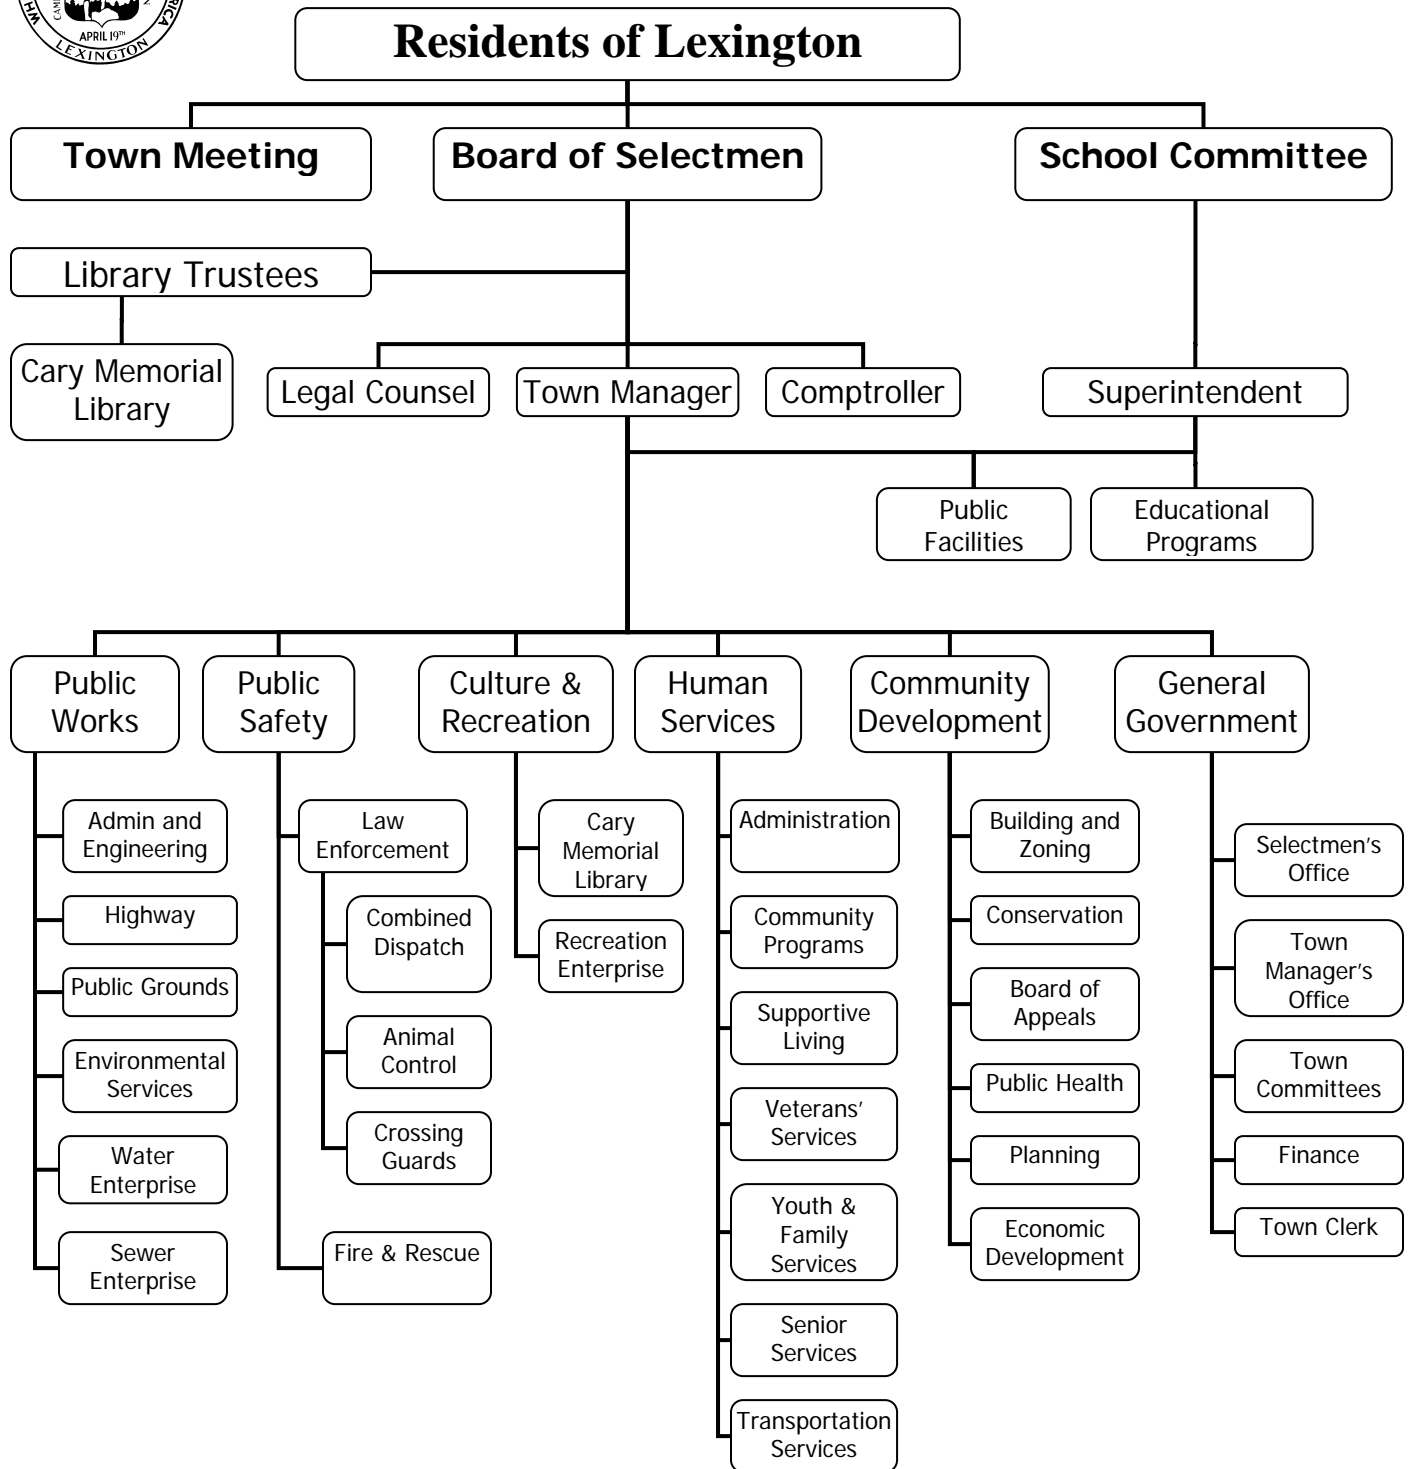 APRIL 19TH
LEXINGTON
Residents of Lexington
Town Meeting
Board of Selectmen
School Committee
Library Trustees
Cary Memorial
Library
Legal Counsel
Town Manager
Comptroller
Superintendent
Public
Facilities
Educational
Programs
Public
Works
Public
Safety
Culture &
Recreation
Human
Services
Community
Development
General
Government
Admin and
Engineering
Highway
Public Grounds
Environmental
Services
Water
Enterprise
Sewer
Enterprise
Law
Enforcement
Combined
Dispatch
Animal
Control
Crossing
Guards
Fire & Rescue
Cary
Memorial
Library
Recreation
Enterprise
Administration
Community
Programs
Supportive
Living
Veterans'
Services
Youth &
Family
Services
Senior
Services
Transportation
Services
Building and
Zoning
Conservation
Board of
Appeals
Public Health
Planning
Economic
Development
Selectmen's
Office
Town
Manager's
Office
Town
Committees
Finance
Town Clerk